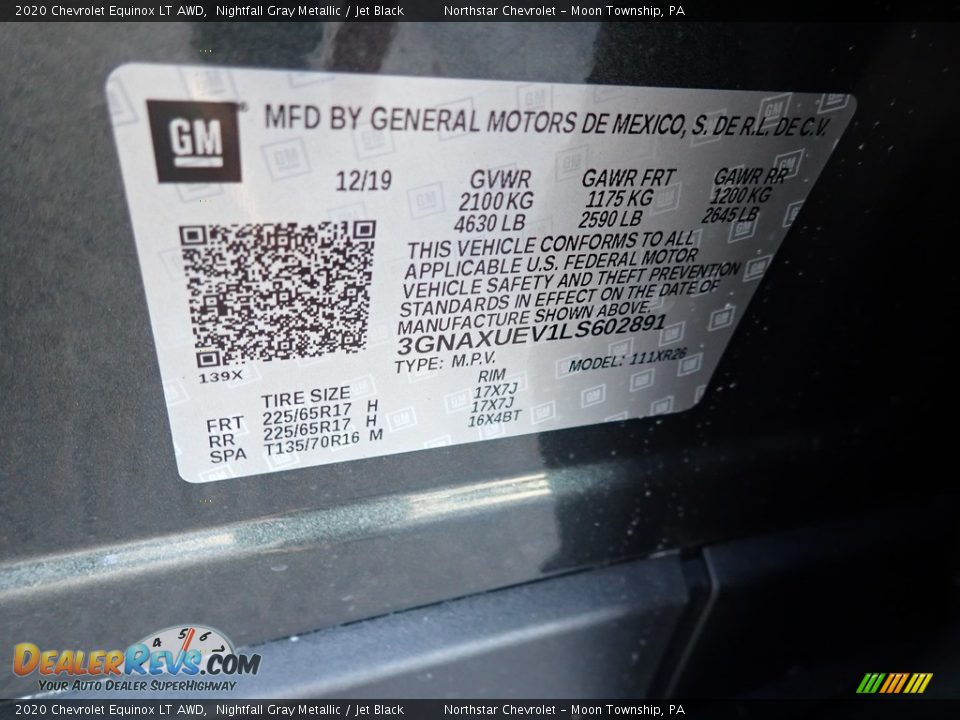 2020 Chevrolet Equinox LT AWD, Nightfall Gray Metallic / Jet Black Northstar Chevrolet – Moon Township, PA
GM ® MFD BY GENERAL MOTORS DE MEXICO, S. DE R.L. DE C.V.
12/19 GVWR GAWR FRT GAWR RR
2100 KG 1175 KG 1200 KG
4630 LB 2590 LB 2645 LB
THIS VEHICLE CONFORMS TO ALL
APPLICABLE U.S. FEDERAL MOTOR
VEHICLE SAFETY AND THEFT PREVENTION
STANDARDS IN EFFECT ON THE DATE OF
MANUFACTURE SHOWN ABOVE.
3GNAXUEV1LS602891
TYPE: M.P.V. MODEL: 111XR26
139X
TIRE SIZE RIM
FRT 225/65R17 H 17X7J
RR 225/65R17 H 17X7J
SPA T135/70R16 M 16X4BT
4 5 6 7
DealerRevs.com
Your Auto Dealer SuperHighway
2020 Chevrolet Equinox LT AWD, Nightfall Gray Metallic / Jet Black Northstar Chevrolet – Moon Township, PA